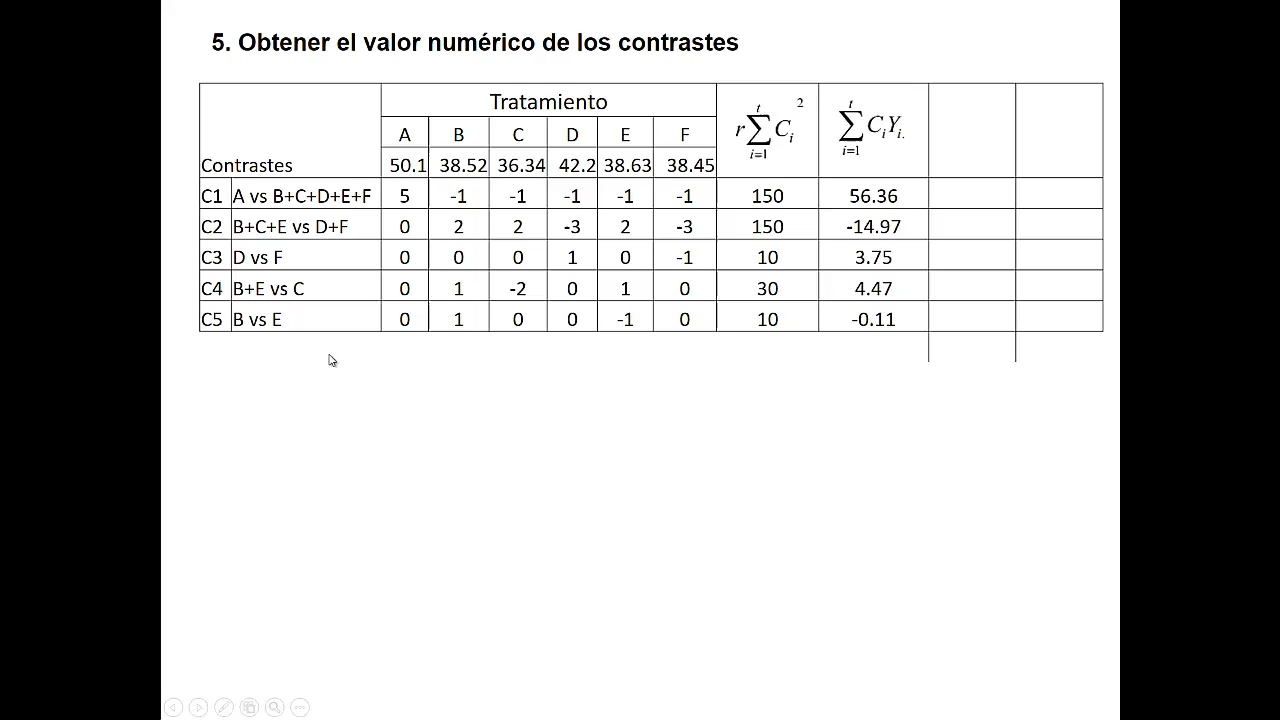 5. Obtener el valor numérico de los contrastes
Tratamiento
A B C D E F
Contrastes 50.1 38.52 36.34 42.2 38.63 38.45
r∑Ci² t i=1
∑CiYi. t i=1
C1 A vs B+C+D+E+F 5 -1 -1 -1 -1 -1 150 56.36
C2 B+C+E vs D+F 0 2 2 -3 2 -3 150 -14.97
C3 D vs F 0 0 0 1 0 -1 10 3.75
C4 B+E vs C 0 1 -2 0 1 0 30 4.47
C5 B vs E 0 1 0 0 -1 0 10 -0.11